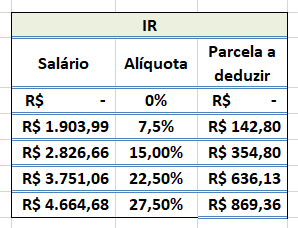 IR
Salário Alíquota Parcela a deduzir
R$ - 0% R$ -
R$ 1.903,99 7,5% R$ 142,80
R$ 2.826,66 15,00% R$ 354,80
R$ 3.751,06 22,50% R$ 636,13
R$ 4.664,68 27,50% R$ 869,36